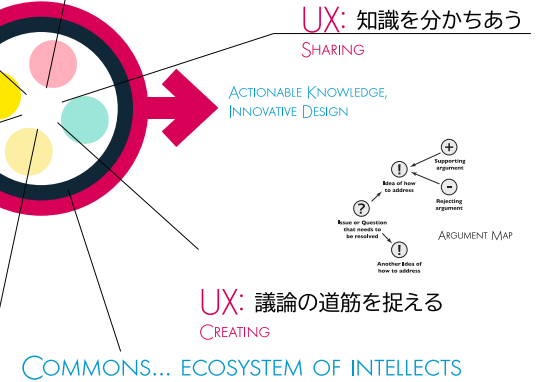 UX: 知識を分かちあう
SHARING
ACTIONABLE KNOWLEDGE,
INNOVATIVE DESIGN
+
Supporting
argument
!
Idea of how
to address
-
Rejecting
argument
?
Issue or Question
that needs to
be resolved
ARGUMENT MAP
!
Another Idea of
how to address
UX: 議論の道筋を捉える
CREATING
COMMONS... ECOSYSTEM OF INTELLECTS